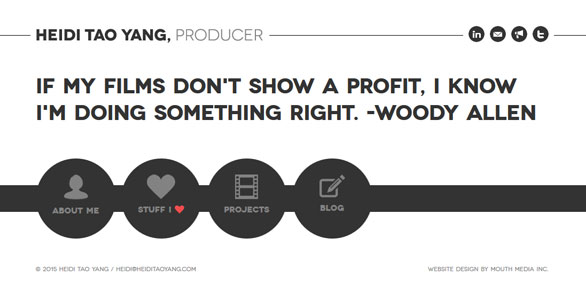 HEIDI TAO YANG, PRODUCER
in
IF MY FILMS DON'T SHOW A PROFIT, I KNOW
I'M DOING SOMETHING RIGHT. -WOODY ALLEN
ABOUT ME
STUFF I ❤
PROJECTS
BLOG
© 2015 HEIDI TAO YANG / HEIDI@HEIDITAOYANG.COM
WEBSITE DESIGN BY MOUTH MEDIA INC.